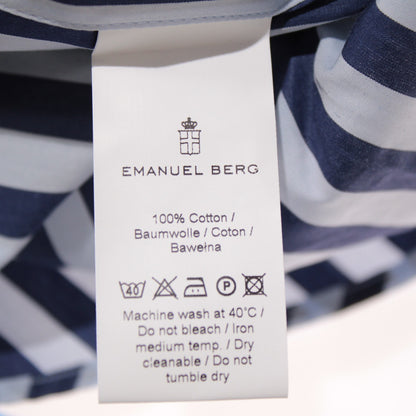 EMANUEL BERG
100% Cotton /
Baumwolle / Coton /
Bawełna
40 P
Machine wash at 40°C /
Do not bleach / Iron
medium temp. / Dry
cleanable / Do not
tumble dry